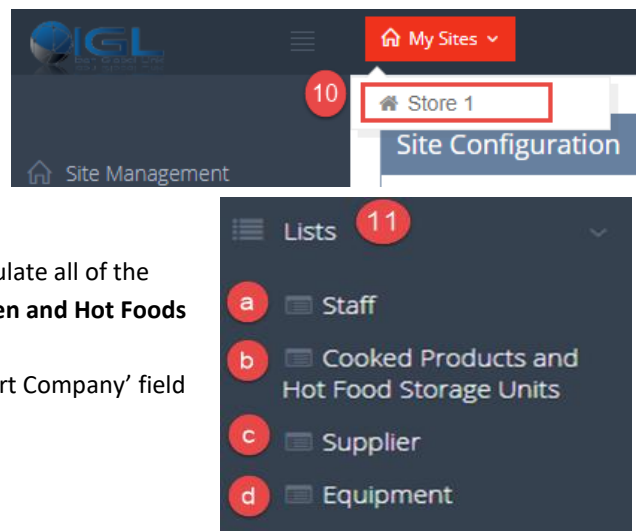 IGL
My Sites
10
Store 1
Site Configuration
Site Management
Lists 11
ulate all of the
en and Hot Foods
rt Company’ field
a Staff
b Cooked Products and
Hot Food Storage Units
c Supplier
d Equipment